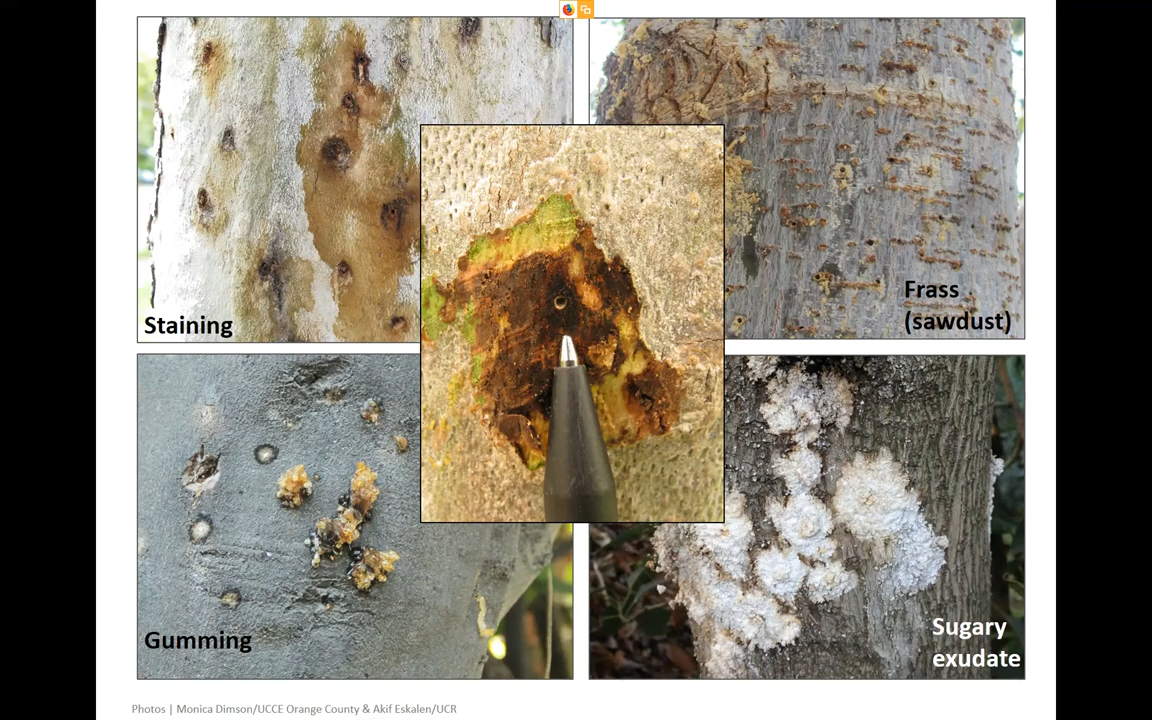 Staining
Frass
(sawdust)
Gumming
Sugary
exudate
Photos | Monica Dimson/UCCE Orange County & Akif Eskalen/UCR